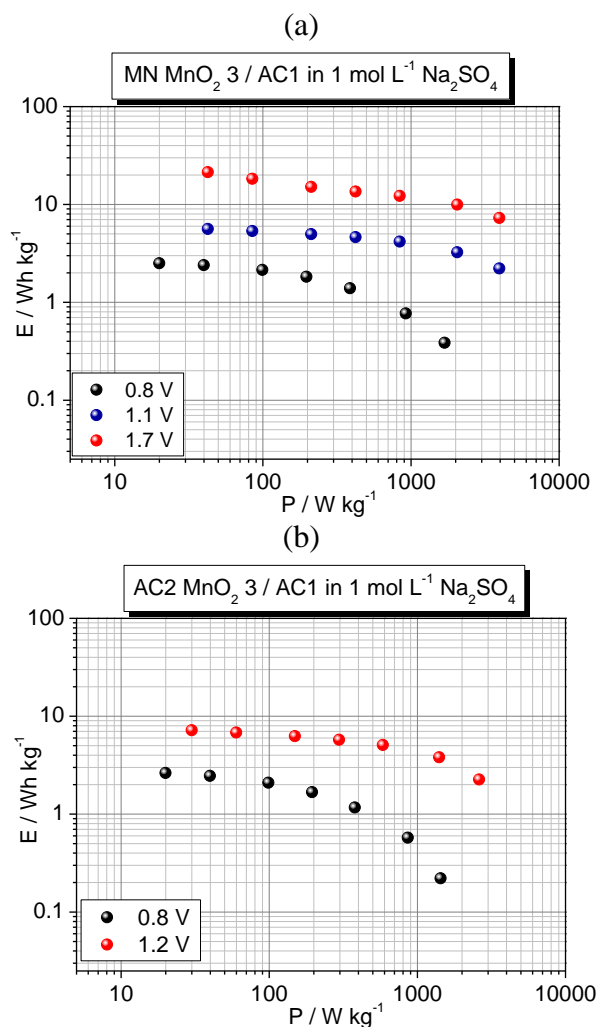 (a)
MN MnO₂ 3 / AC1 in 1 mol L⁻¹ Na₂SO₄
100
10
1
0.1
E / Wh kg⁻¹
0.8 V
1.1 V
1.7 V
10 100 1000 10000
P / W kg⁻¹
(b)
AC2 MnO₂ 3 / AC1 in 1 mol L⁻¹ Na₂SO₄
100
10
1
0.1
E / Wh kg⁻¹
0.8 V
1.2 V
10 100 1000 10000
P / W kg⁻¹